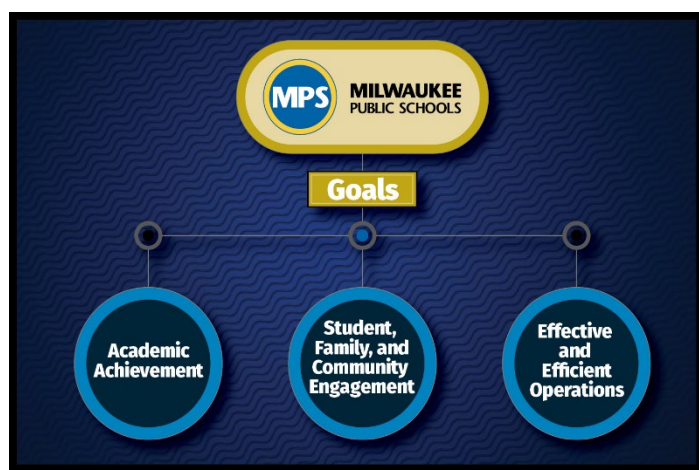 MPS
MILWAUKEE
PUBLIC SCHOOLS
Goals
Academic
Achievement
Student,
Family, and
Community
Engagement
Effective
and
Efficient
Operations